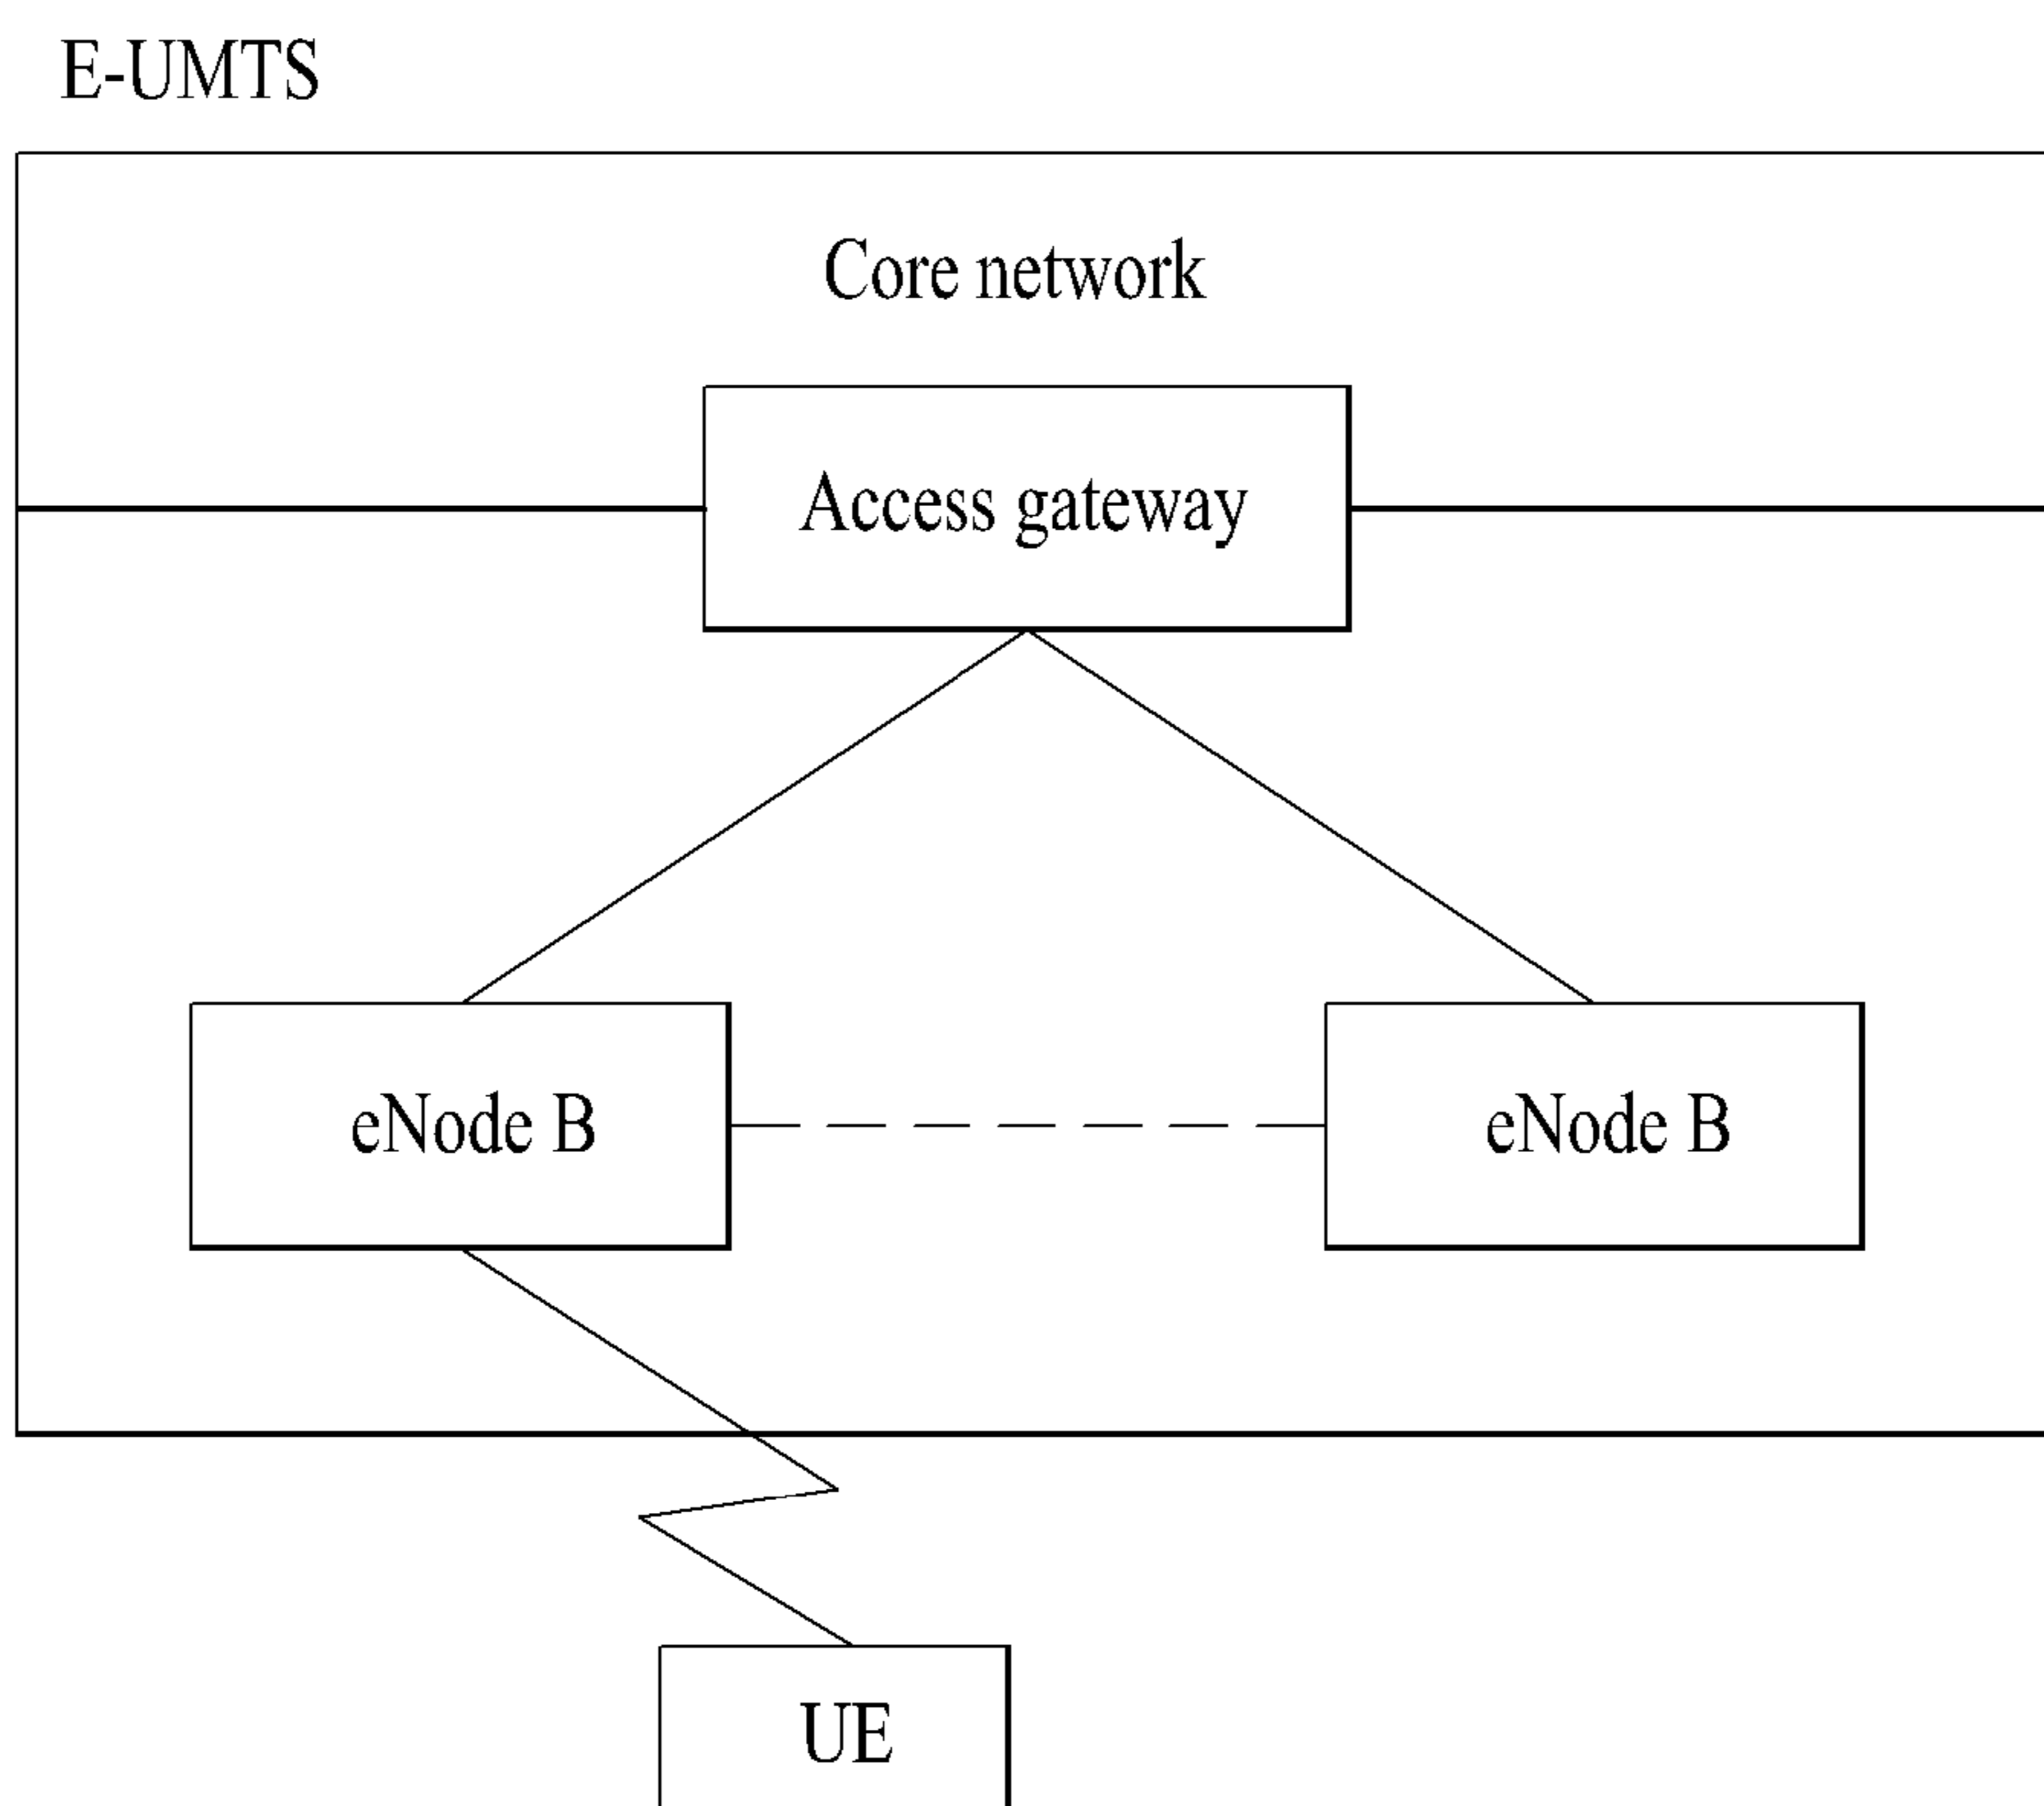 E-UMTS
Core network
Access gateway
eNode B
eNode B
UE